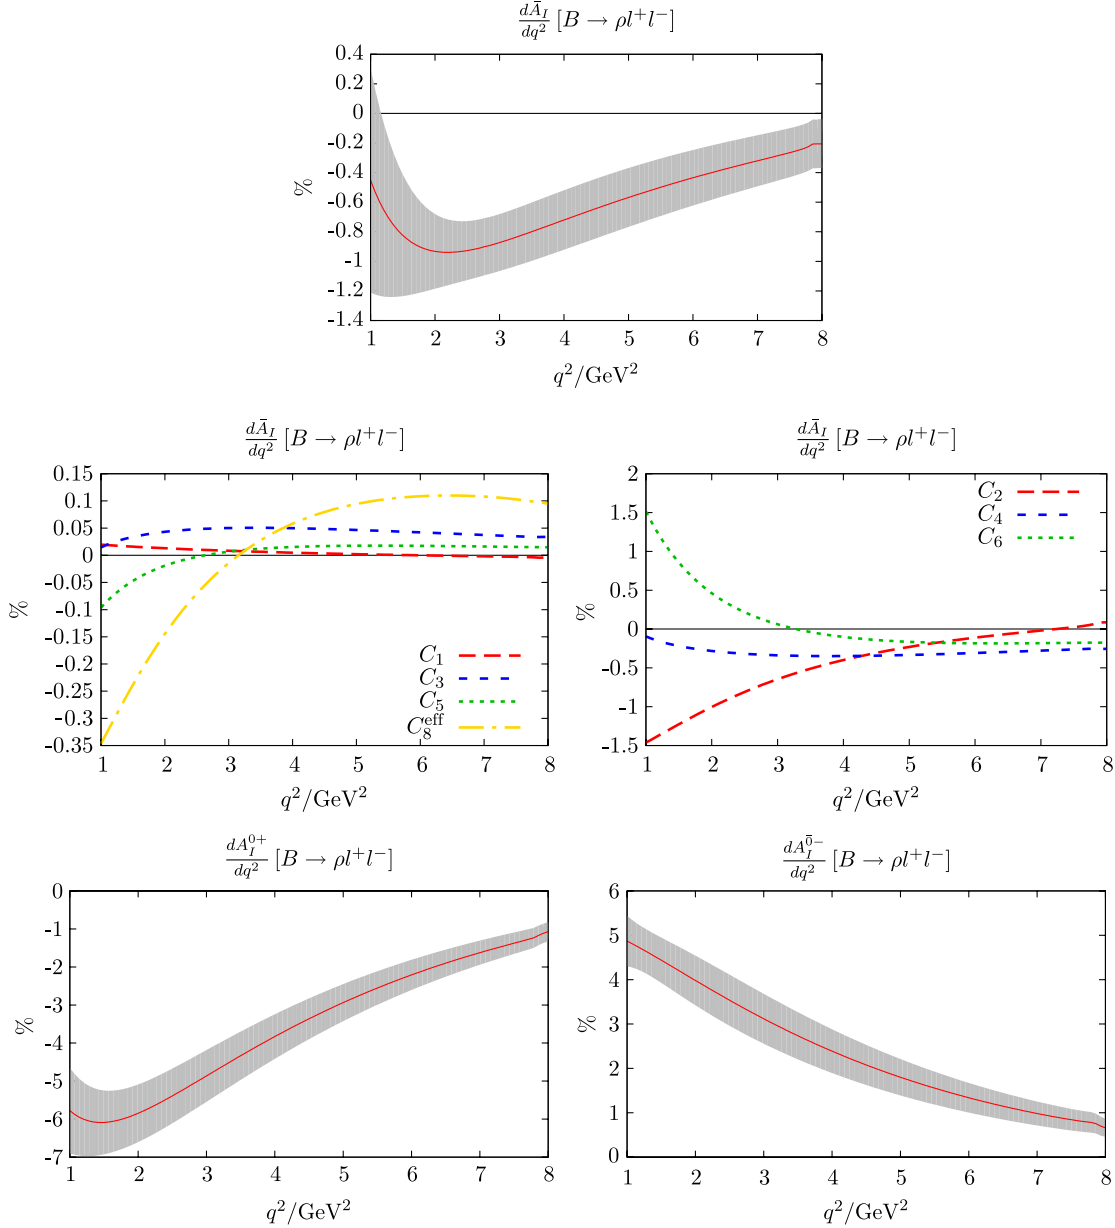 dĀ_I/dq² [B → ρl⁺l⁻]
0.4
0.2
0
-0.2
-0.4
-0.6
-0.8
-1
-1.2
-1.4
%
1 2 3 4 5 6 7 8
q²/GeV²
dĀ_I/dq² [B → ρl⁺l⁻]
0.15
0.1
0.05
0
-0.05
-0.1
-0.15
-0.2
-0.25
-0.3
-0.35
%
C₁
C₃
C₅
C₈^eff
1 2 3 4 5 6 7 8
q²/GeV²
dĀ_I/dq² [B → ρl⁺l⁻]
2
1.5
1
0.5
0
-0.5
-1
-1.5
%
C₂
C₄
C₆
1 2 3 4 5 6 7 8
q²/GeV²
dA_I^{0+}/dq² [B → ρl⁺l⁻]
0
-1
-2
-3
-4
-5
-6
-7
%
1 2 3 4 5 6 7 8
q²/GeV²
dA_I^{0̄-}/dq² [B → ρl⁺l⁻]
6
5
4
3
2
1
0
%
1 2 3 4 5 6 7 8
q²/GeV²